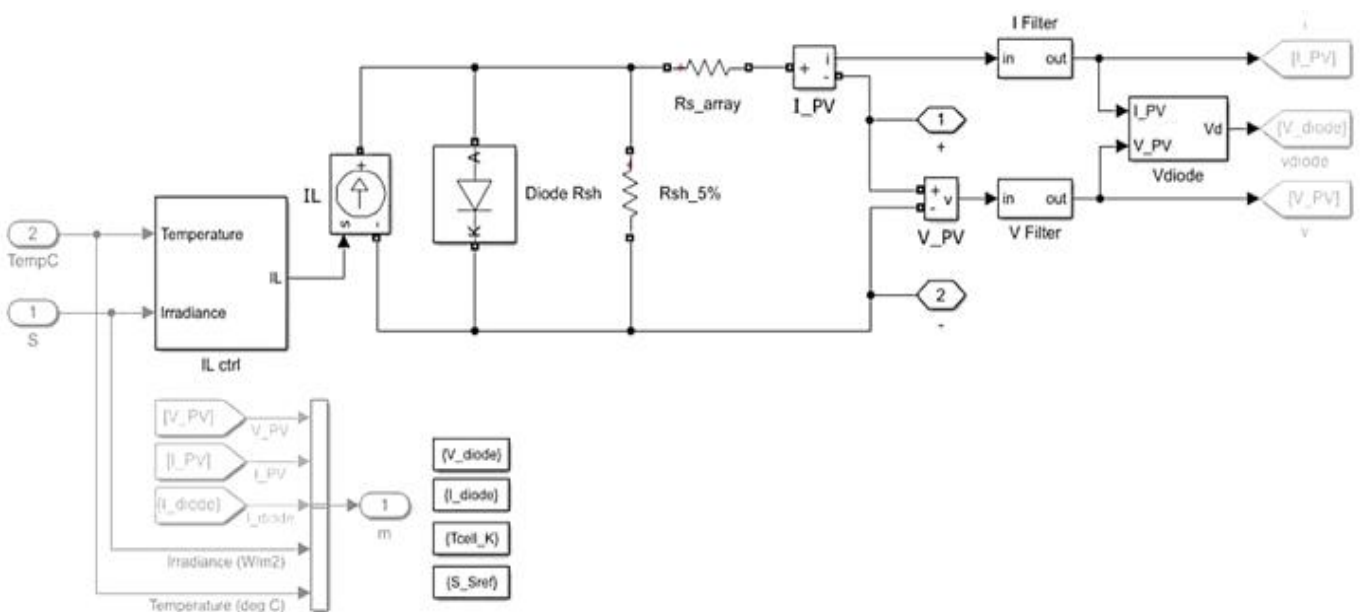 I Filter
i
in out
[I_PV]
+ i
-
I_PV
Rs_array
I_PV
V_PV
Vd
Vdiode
{V_diode}
vdiode
1
+
IL
+
s -
A
K
Diode Rsh
Rsh_5%
+ v
-
V_PV
in out
V Filter
[V_PV]
v
2
-
2
TempC
1
S
Temperature
IL
Irradiance
IL ctrl
[V_PV]
V_PV
[I_PV]
I_PV
{I_diode}
I_diode
1
m
Irradiance (W/m2)
Temperature (deg C)
{V_diode}
{I_diode}
{Tcell_K}
{S_Sref}